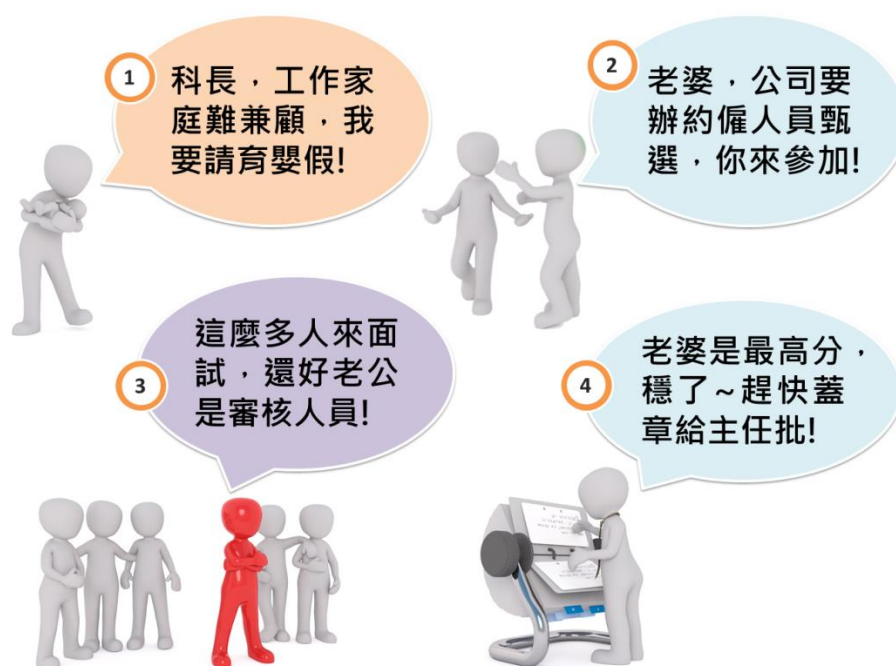 1
科長，工作家
庭難兼顧，我
要請育嬰假!
2
老婆，公司要
辦約僱人員甄
選，你來參加!
3
這麼多人來面
試，還好老公
是審核人員!
4
老婆是最高分，
穩了~趕快蓋
章給主任批!